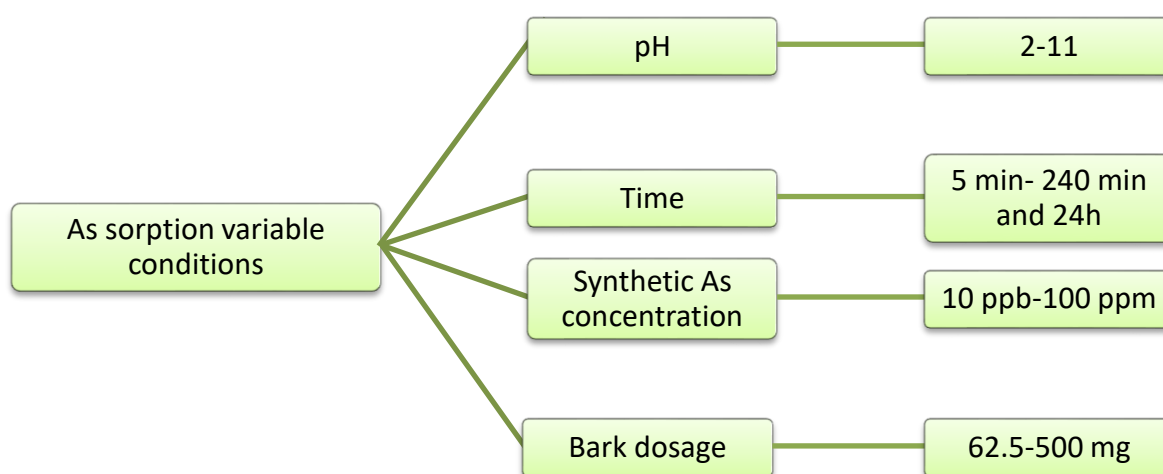 pH
2-11
Time
5 min- 240 min
and 24h
As sorption variable
conditions
Synthetic As
concentration
10 ppb-100 ppm
Bark dosage
62.5-500 mg